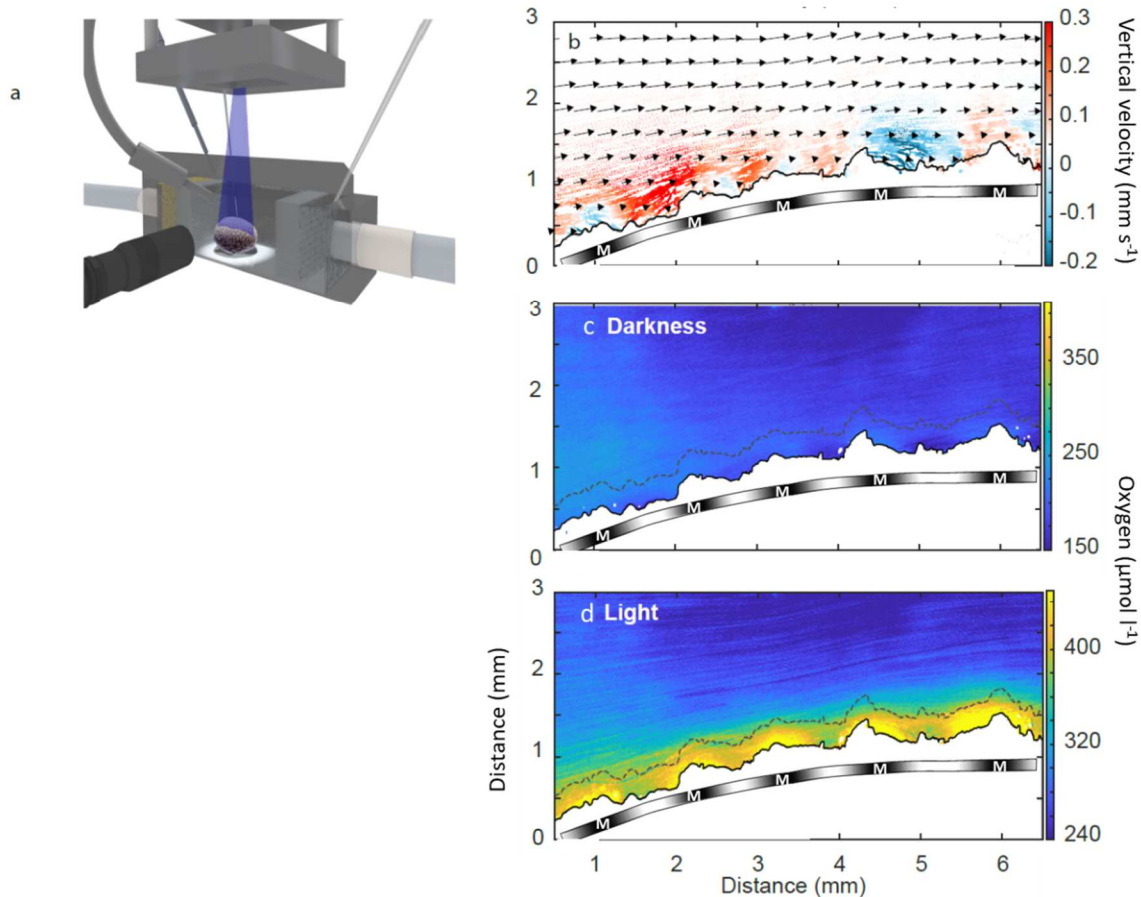 a
b
3
2
1
0
0.3
0.2
0.1
0
-0.1
-0.2
Vertical velocity (mm s⁻¹)
M M M M M
c Darkness
3
2
1
0
350
250
150
M M M M M
Oxygen (µmol l⁻¹)
d Light
3
2
1
0
400
320
240
M M M M M
Distance (mm)
1 2 3 4 5 6
Distance (mm)